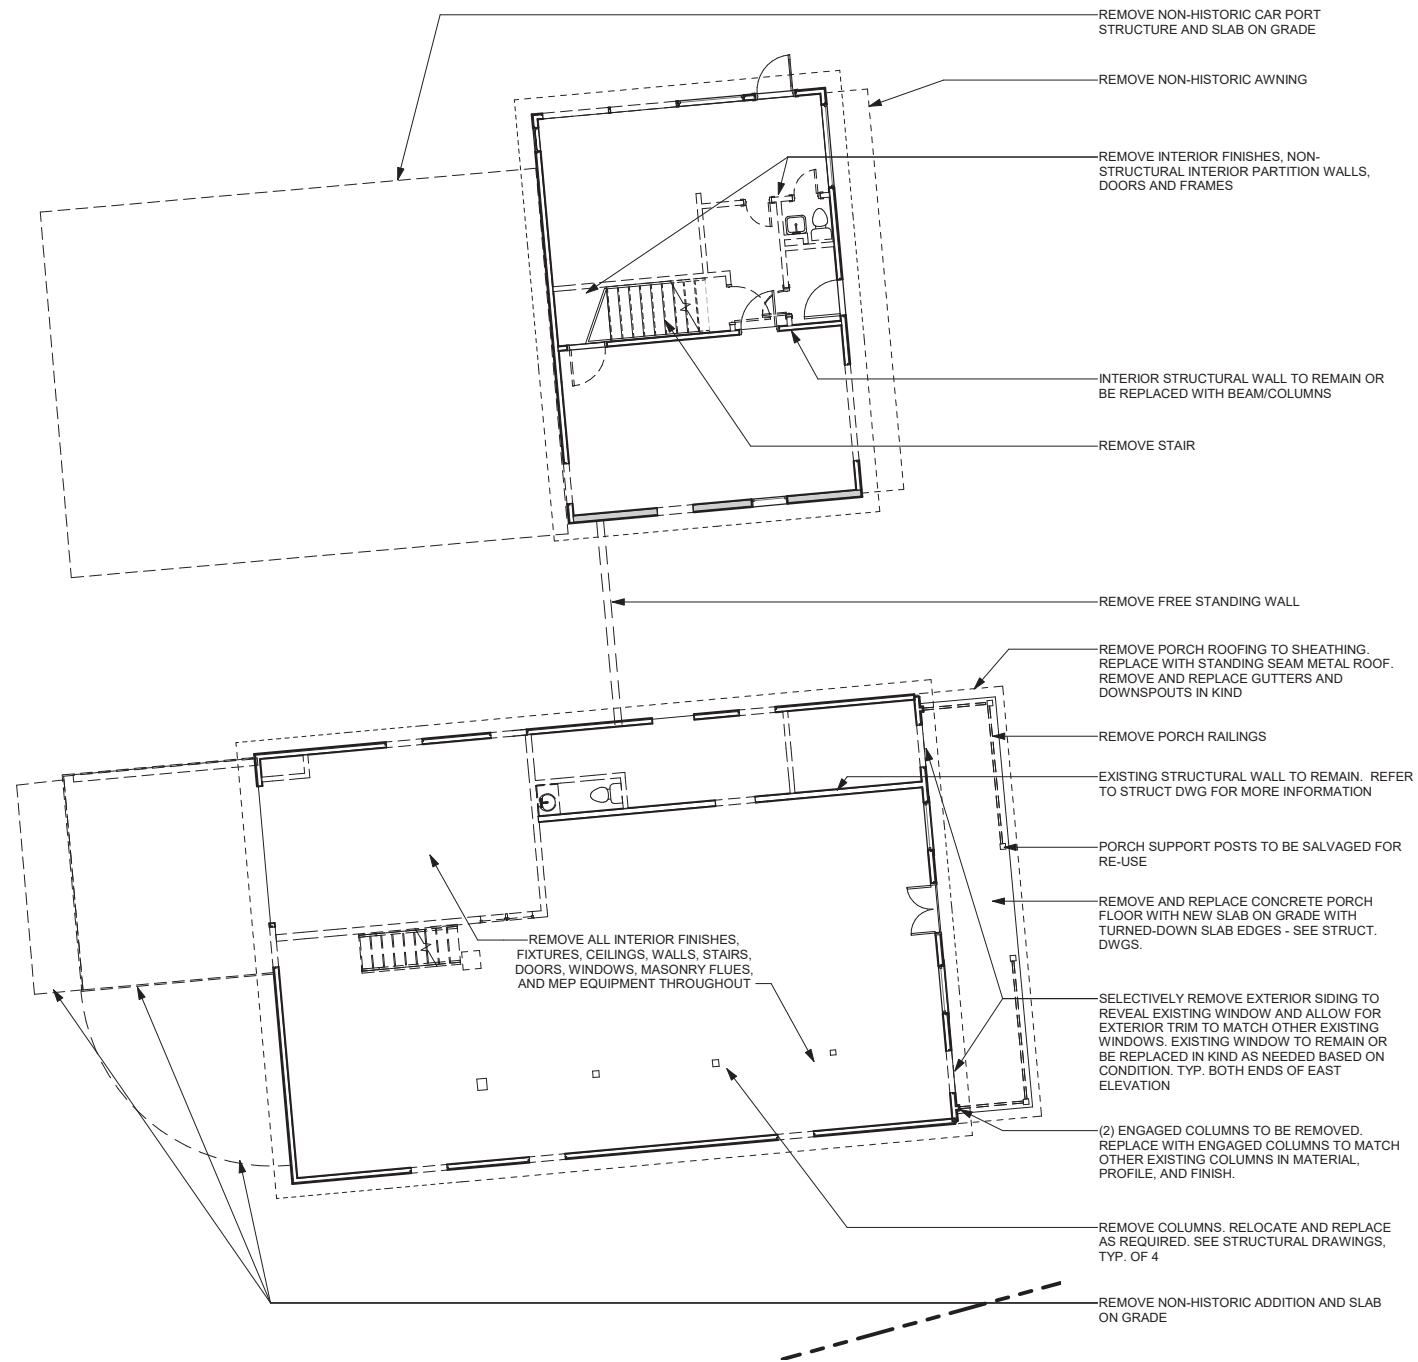 REMOVE NON-HISTORIC CAR PORT
STRUCTURE AND SLAB ON GRADE
REMOVE NON-HISTORIC AWNING
REMOVE INTERIOR FINISHES, NON-
STRUCTURAL INTERIOR PARTITION WALLS,
DOORS AND FRAMES
INTERIOR STRUCTURAL WALL TO REMAIN OR
BE REPLACED WITH BEAM/COLUMNS
REMOVE STAIR
REMOVE FREE STANDING WALL
REMOVE PORCH ROOFING TO SHEATHING.
REPLACE WITH STANDING SEAM METAL ROOF.
REMOVE AND REPLACE GUTTERS AND
DOWNSPOUTS IN KIND
REMOVE PORCH RAILINGS
EXISTING STRUCTURAL WALL TO REMAIN. REFER
TO STRUCT DWG FOR MORE INFORMATION
PORCH SUPPORT POSTS TO BE SALVAGED FOR
RE-USE
REMOVE AND REPLACE CONCRETE PORCH
FLOOR WITH NEW SLAB ON GRADE WITH
TURNED-DOWN SLAB EDGES - SEE STRUCT.
DWGS.
REMOVE ALL INTERIOR FINISHES,
FIXTURES, CEILINGS, WALLS, STAIRS,
DOORS, WINDOWS, MASONRY FLUES,
AND MEP EQUIPMENT THROUGHOUT
SELECTIVELY REMOVE EXTERIOR SIDING TO
REVEAL EXISTING WINDOW AND ALLOW FOR
EXTERIOR TRIM TO MATCH OTHER EXISTING
WINDOWS. EXISTING WINDOW TO REMAIN OR
BE REPLACED IN KIND AS NEEDED BASED ON
CONDITION. TYP. BOTH ENDS OF EAST
ELEVATION
(2) ENGAGED COLUMNS TO BE REMOVED.
REPLACE WITH ENGAGED COLUMNS TO MATCH
OTHER EXISTING COLUMNS IN MATERIAL,
PROFILE, AND FINISH.
REMOVE COLUMNS. RELOCATE AND REPLACE
AS REQUIRED. SEE STRUCTURAL DRAWINGS,
TYP. OF 4
REMOVE NON-HISTORIC ADDITION AND SLAB
ON GRADE